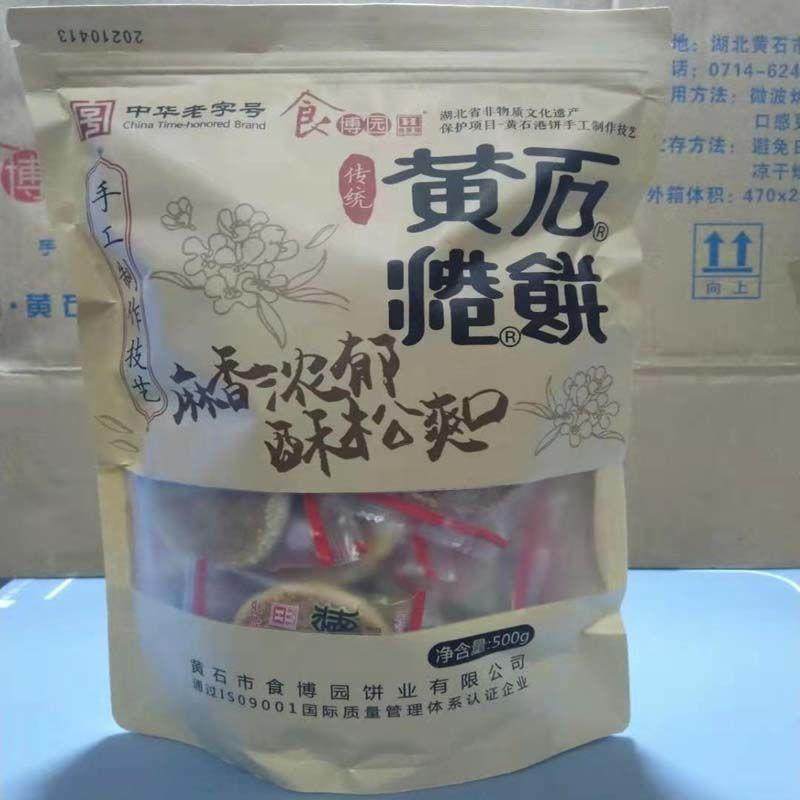 20210413
中华老字号
China Time-honored Brand
食博园
湖北省非物质文化遗产
保护项目-黄石港饼手工制作技艺
传统
黄石®
港®餅
手工制作技艺
麻香浓郁
酥松爽口
净含量:500g
黄石市食博园饼业有限公司
通过ISO9001国际质量管理体系认证企业
地：湖北黄石市
话：0714-624
用方法：微波炉
口感更
贮存方法：避免日
凉干燥
外箱体积：470×2
向上
博
手
·黄石